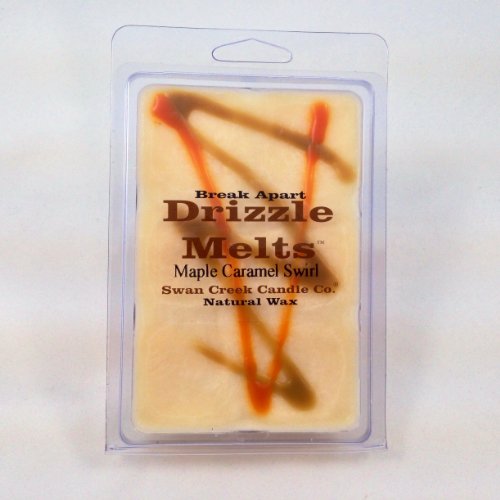 Break Apart
Drizzle
Melts™
Maple Caramel Swirl
Swan Creek Candle Co.®
Natural Wax